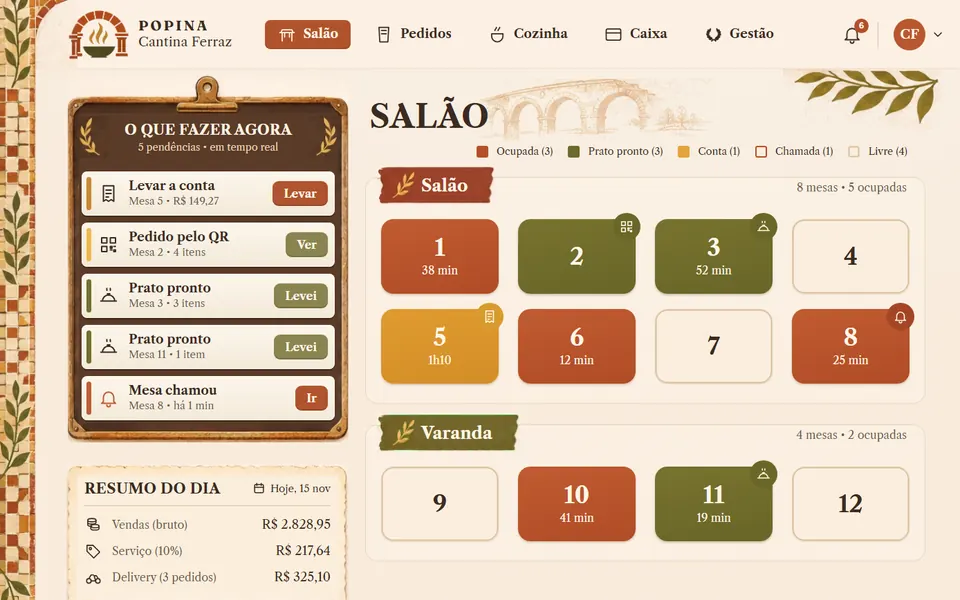 POPINA
Cantina Ferraz
Salão
Pedidos
Cozinha
Caixa
Gestão
6
CF
O QUE FAZER AGORA
5 pendências • em tempo real
Levar a conta
Mesa 5 • R$ 149,27
Levar
Pedido pelo QR
Mesa 2 • 4 itens
Ver
Prato pronto
Mesa 3 • 3 itens
Levei
Prato pronto
Mesa 11 • 1 item
Levei
Mesa chamou
Mesa 8 • há 1 min
Ir
RESUMO DO DIA
Hoje, 15 nov
Vendas (bruto)
R$ 2.828,95
Serviço (10%)
R$ 217,64
Delivery (3 pedidos)
R$ 325,10
SALÃO
Ocupada (3)
Prato pronto (3)
Conta (1)
Chamada (1)
Livre (4)
Salão
8 mesas • 5 ocupadas
1
38 min
2
3
52 min
4
5
1h10
6
12 min
7
8
25 min
Varanda
4 mesas • 2 ocupadas
9
10
41 min
11
19 min
12